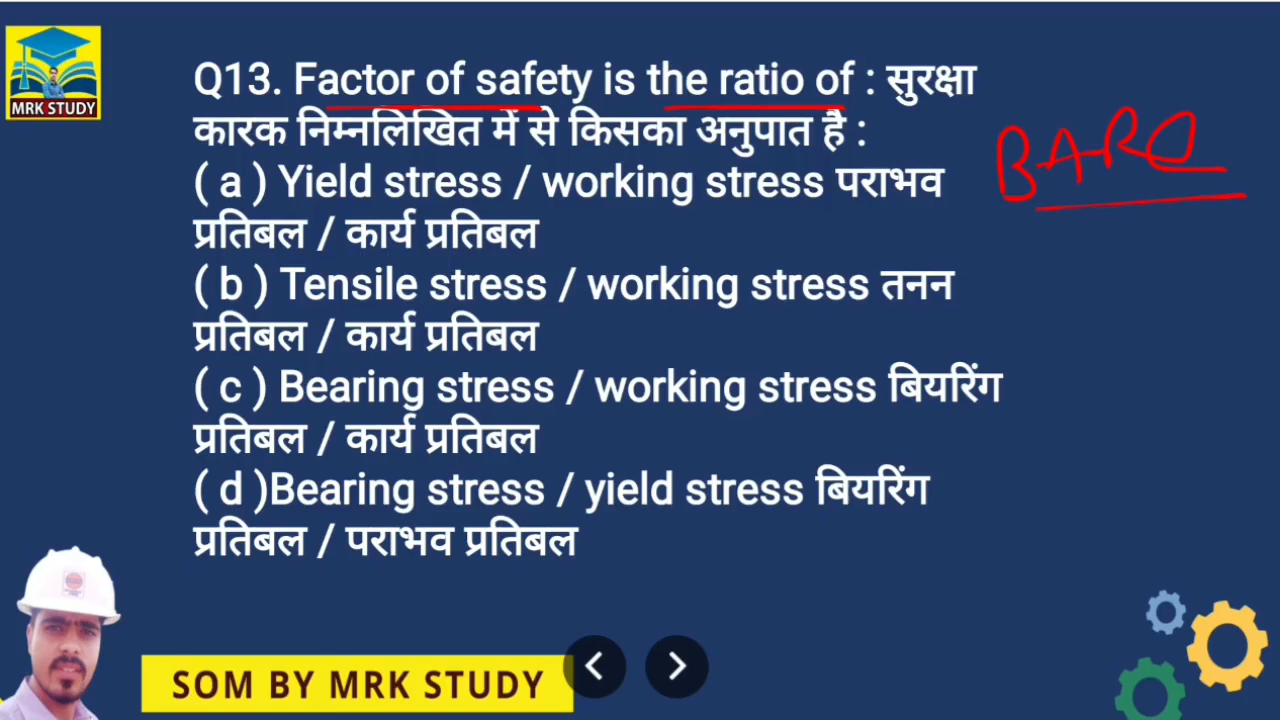 MRK STUDY
Q13. Factor of safety is the ratio of : सुरक्षा
कारक निम्नलिखित में से किसका अनुपात है :
( a ) Yield stress / working stress पराभव
प्रतिबल / कार्य प्रतिबल
( b ) Tensile stress / working stress तनन
प्रतिबल / कार्य प्रतिबल
( c ) Bearing stress / working stress बियरिंग
प्रतिबल / कार्य प्रतिबल
( d )Bearing stress / yield stress बियरिंग
प्रतिबल / पराभव प्रतिबल
BARC
SOM BY MRK STUDY